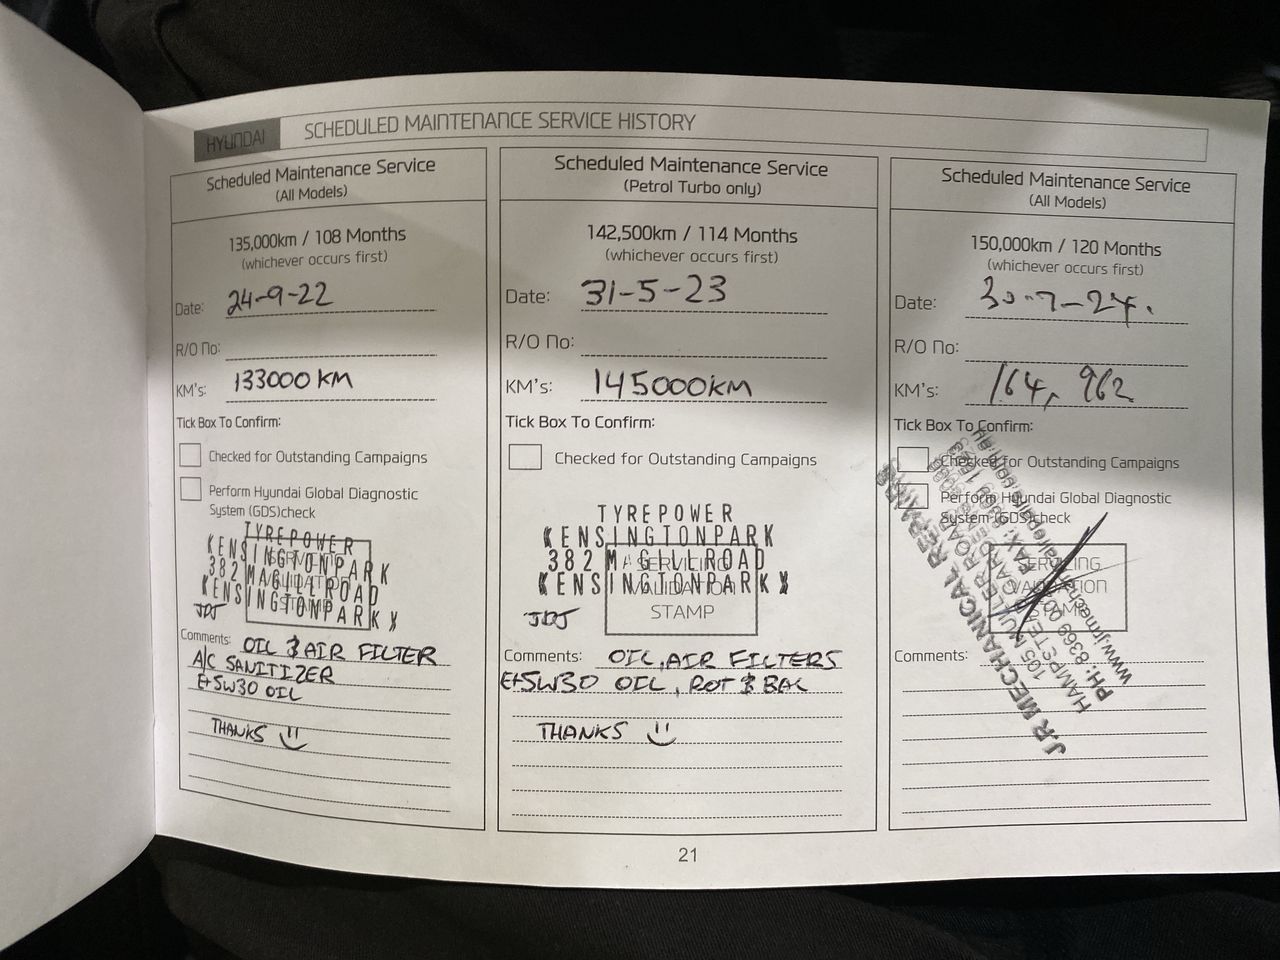 HYUNDAI
SCHEDULED MAINTENANCE SERVICE HISTORY
Scheduled Maintenance Service
(All Models)
135,000km / 108 Months
(whichever occurs first)
Date: 24-9-22
R/O No:
KM's: 133000 KM
Tick Box To Confirm:
Checked for Outstanding Campaigns
Perform Hyundai Global Diagnostic
System (GDS)check
TYREPOWER
KENSINGTONPARK
382 MAGILLROAD
KENSINGTONPARK
JDJ
Comments: OIL & AIR FILTER
A/C SANITIZER
E+5W30 OIL
THANKS
Scheduled Maintenance Service
(Petrol Turbo only)
142,500km / 114 Months
(whichever occurs first)
Date: 31-5-23
R/O No:
KM's: 145000KM
Tick Box To Confirm:
Checked for Outstanding Campaigns
TYREPOWER
KENSINGTONPARK
382 MAGILLROAD
KENSINGTONPARK
SERVICING
VALIDATION
STAMP
JDJ
Comments: OIL, AIR FILTERS
E+5W30 OIL, ROT & BAL
THANKS
Scheduled Maintenance Service
(All Models)
150,000km / 120 Months
(whichever occurs first)
Date: 30-7-24.
R/O No:
KM's: 164, 962
Tick Box To Confirm:
Checked for Outstanding Campaigns
Perform Hyundai Global Diagnostic
System (GDS)check
SERVICING
VALIDATION
STAMP
J.R MECHANICAL REPAIRS
105 MULLER ROAD
PH: 8369
Comments:
21